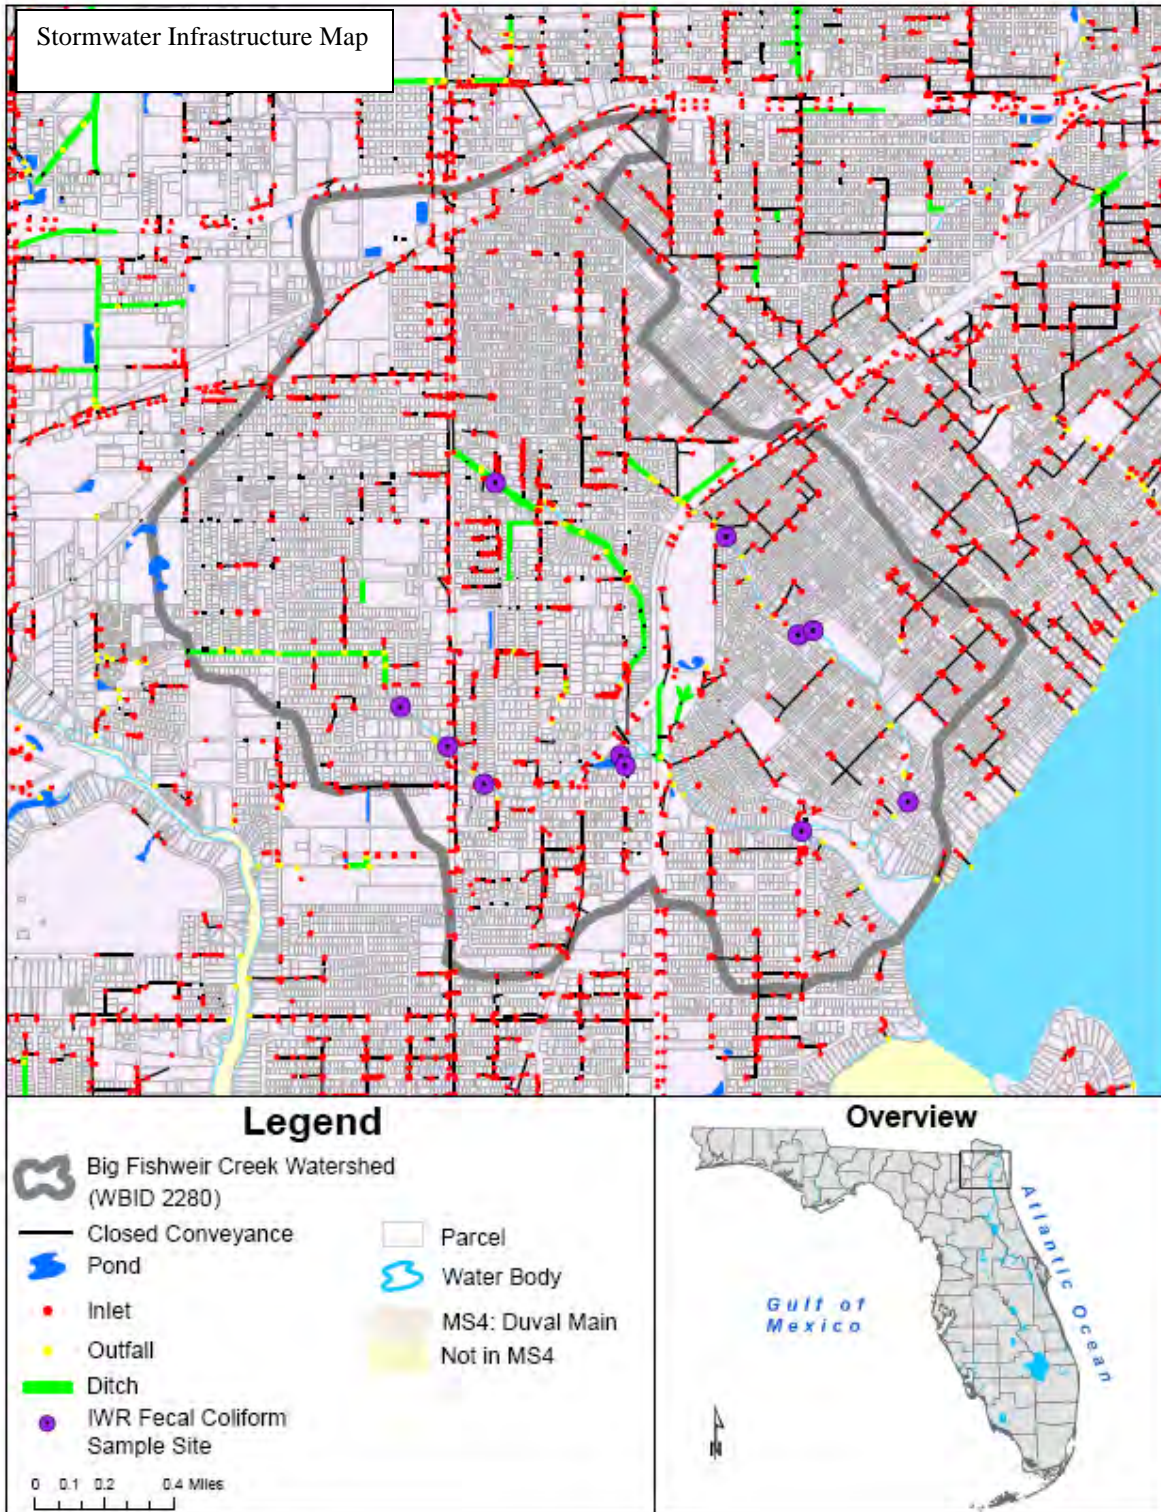 Stormwater Infrastructure Map
Legend
Big Fishweir Creek Watershed
(WBID 2280)
Closed Conveyance
Pond
Inlet
Outfall
Ditch
IWR Fecal Coliform
Sample Site
Parcel
Water Body
MS4: Duval Main
Not in MS4
0 0.1 0.2 0.4 Miles
Overview
Atlantic Ocean
Gulf of
Mexico
N